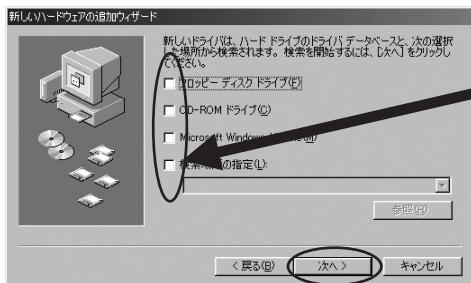 新しいハードウェアの追加ウィザード
新しいドライバは、ハード ドライブのドライバ データベースと、次の選択
した場所から検索されます。検索を開始するには、[次へ] をクリックし
てください。
フロッピー ディスク ドライブ(F)
CD-ROM ドライブ(C)
Microsoft Windows
検索場所の指定(L):
参照(R)...
< 戻る(B)
次へ >
キャンセル